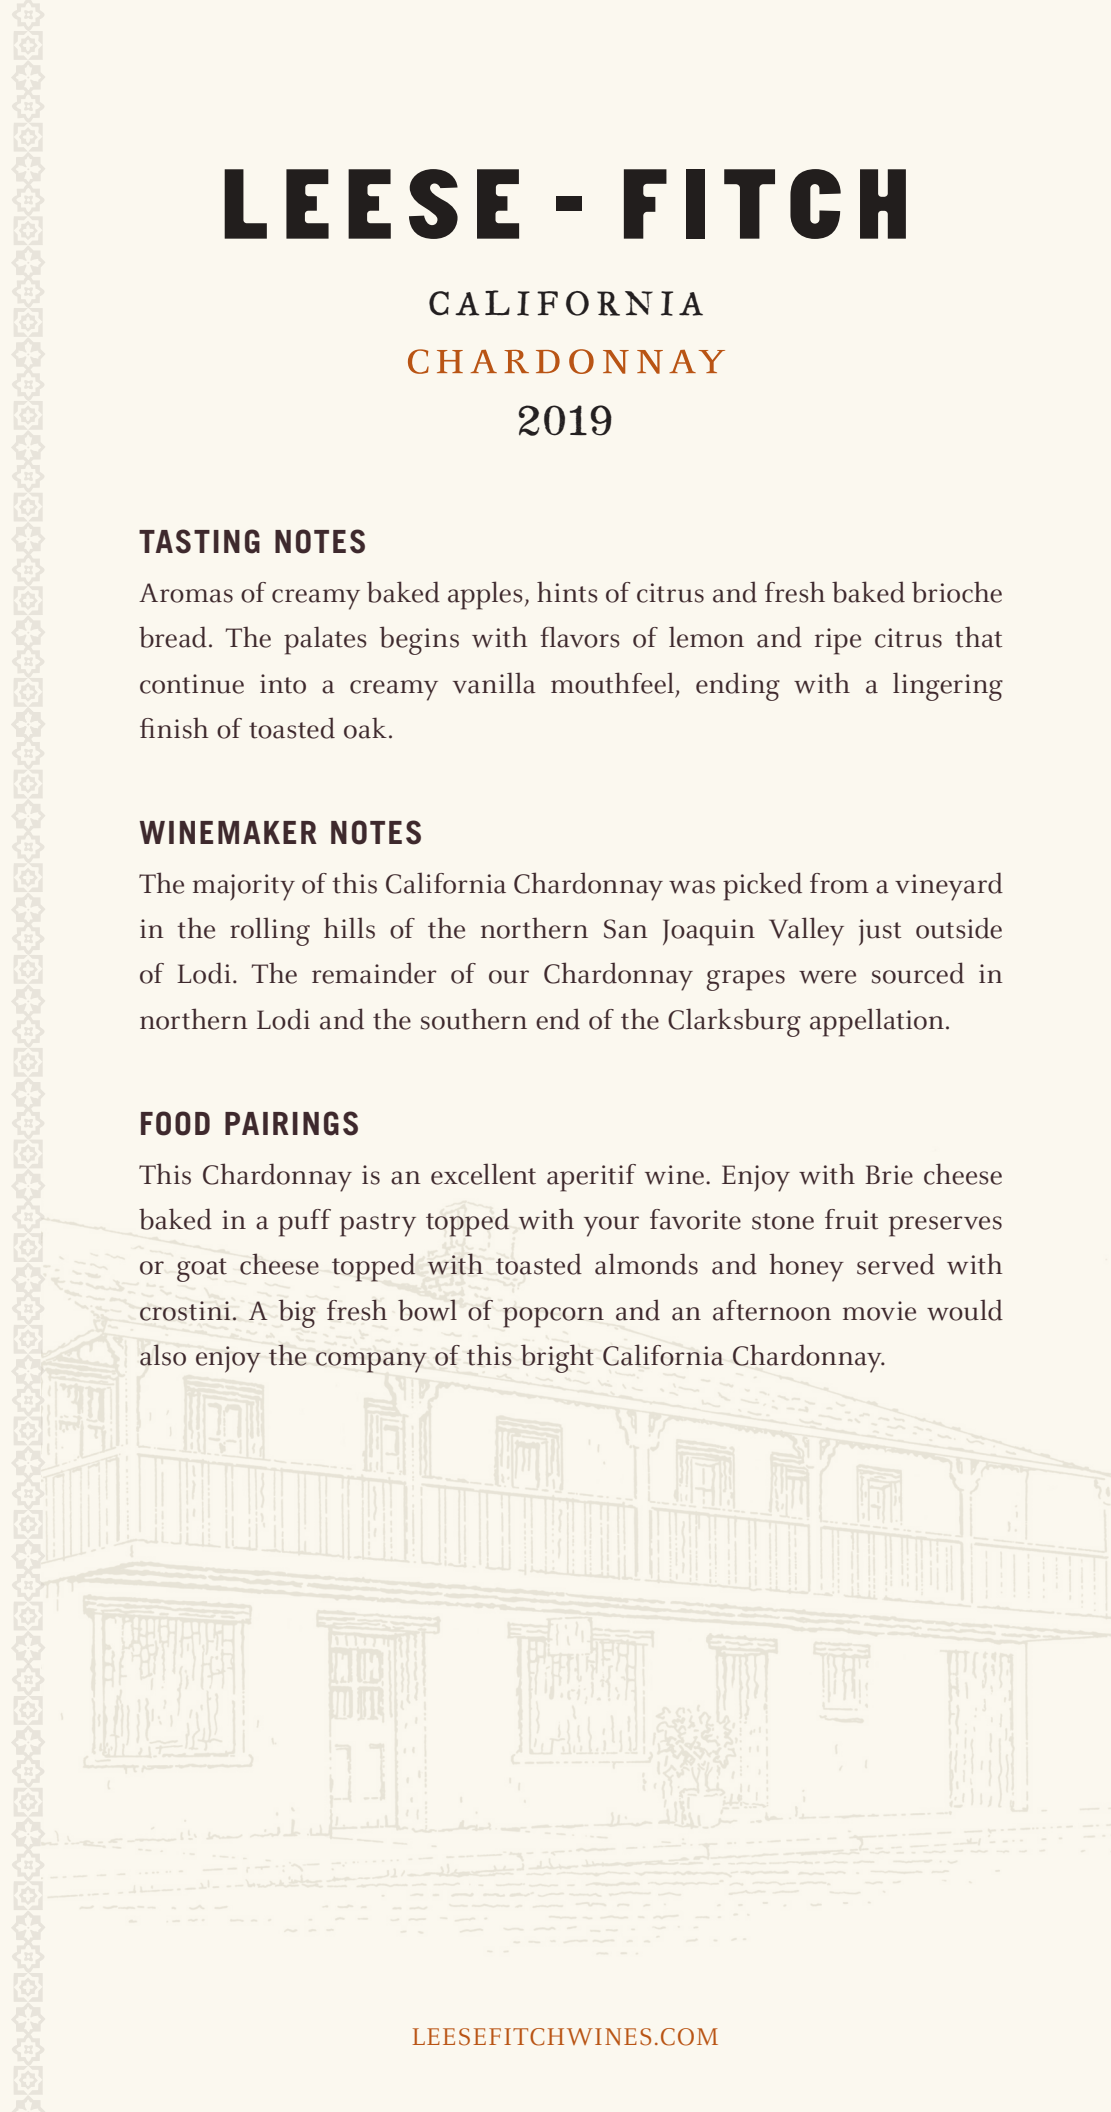 LEESE - FITCH
CALIFORNIA
CHARDONNAY
2019
TASTING NOTES
Aromas of creamy baked apples, hints of citrus and fresh baked brioche
bread. The palates begins with flavors of lemon and ripe citrus that
continue into a creamy vanilla mouthfeel, ending with a lingering
finish of toasted oak.
WINEMAKER NOTES
The majority of this California Chardonnay was picked from a vineyard
in the rolling hills of the northern San Joaquin Valley just outside
of Lodi. The remainder of our Chardonnay grapes were sourced in
northern Lodi and the southern end of the Clarksburg appellation.
FOOD PAIRINGS
This Chardonnay is an excellent aperitif wine. Enjoy with Brie cheese
baked in a puff pastry topped with your favorite stone fruit preserves
or goat cheese topped with toasted almonds and honey served with
crostini. A big fresh bowl of popcorn and an afternoon movie would
also enjoy the company of this bright California Chardonnay.
LEESEFITCHWINES.COM